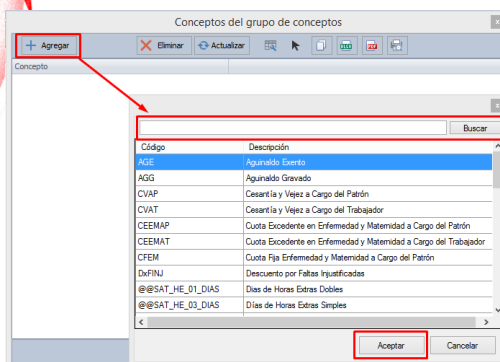 Conceptos del grupo de conceptos
Agregar Eliminar Actualizar
Concepto
Buscar
Código Descripción
AGE Aguinaldo Exento
AGG Aguinaldo Gravado
CVAP Cesantía y Vejez a Cargo del Patrón
CVAT Cesantía y Vejez a Cargo del Trabajador
CEEMAP Cuota Excedente en Enfermedad y Maternidad a Cargo del Patrón
CEEMAT Cuota Excedente en Enfermedad y Maternidad a Cargo del Trabajador
CFEM Cuota Fija Enfermedad y Maternidad a Cargo del Patrón
DxFINJ Descuento por Faltas Injustificadas
@@SAT_HE_01_DIAS Dias de Horas Extras Dobles
@@SAT_HE_03_DIAS Días de Horas Extras Simples
Aceptar Cancelar